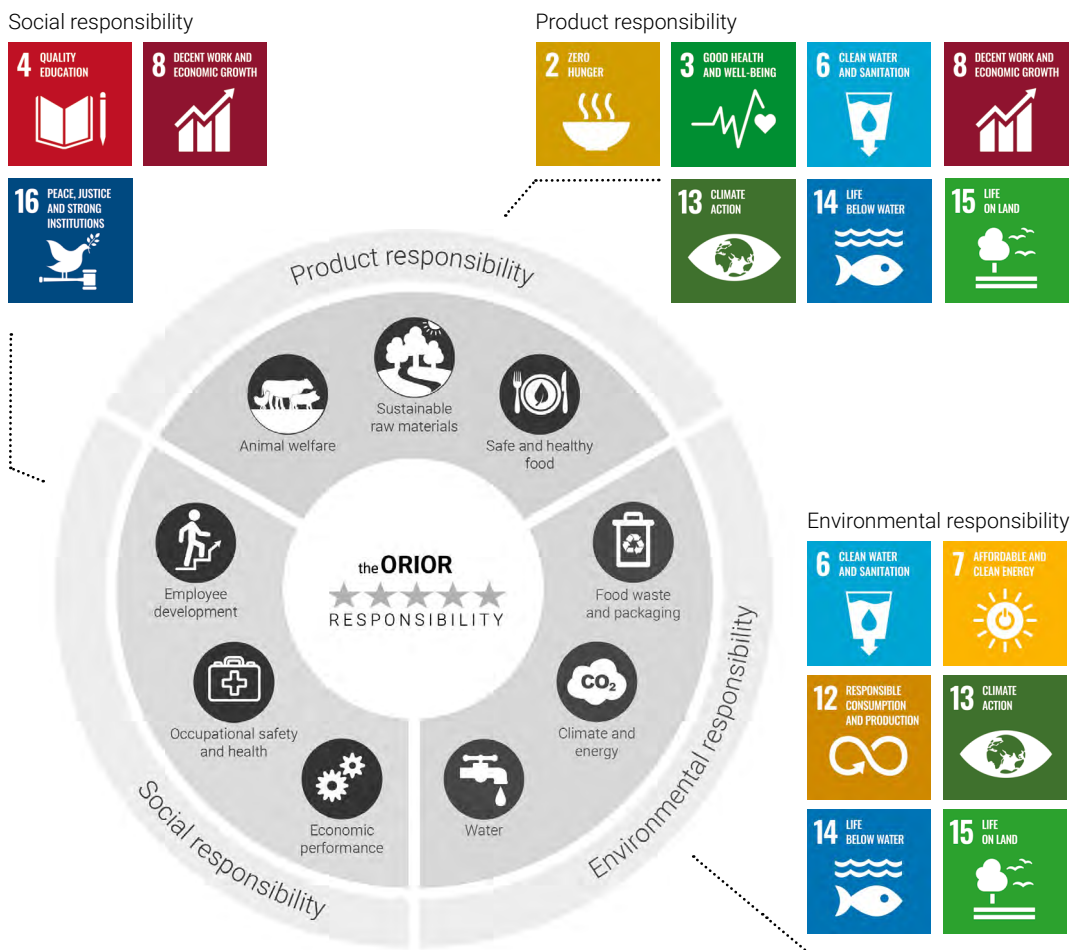 Social responsibility
4 QUALITY
EDUCATION
8 DECENT WORK AND
ECONOMIC GROWTH
16 PEACE, JUSTICE
AND STRONG
INSTITUTIONS
Product responsibility
2 ZERO
HUNGER
3 GOOD HEALTH
AND WELL-BEING
6 CLEAN WATER
AND SANITATION
8 DECENT WORK AND
ECONOMIC GROWTH
13 CLIMATE
ACTION
14 LIFE
BELOW WATER
15 LIFE
ON LAND
Product responsibility
Animal welfare
Sustainable
raw materials
Safe and healthy
food
Employee
development
Occupational safety
and health
Economic
performance
Social responsibility
the ORIOR
RESPONSIBILITY
Food waste
and packaging
CO₂
Climate and
energy
Water
Environmental responsibility
Environmental responsibility
6 CLEAN WATER
AND SANITATION
7 AFFORDABLE AND
CLEAN ENERGY
12 RESPONSIBLE
CONSUMPTION
AND PRODUCTION
13 CLIMATE
ACTION
14 LIFE
BELOW WATER
15 LIFE
ON LAND